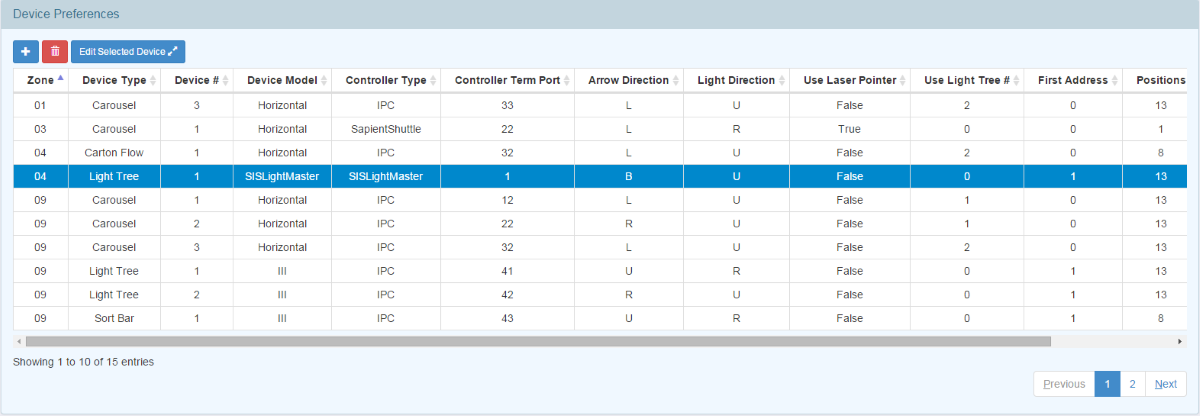 Device Preferences
Edit Selected Device
Zone Device Type Device # Device Model Controller Type Controller Term Port Arrow Direction Light Direction Use Laser Pointer Use Light Tree # First Address Positions
01 Carousel 3 Horizontal IPC 33 L U False 2 0 13
03 Carousel 1 Horizontal SapientShuttle 22 L R True 0 0 1
04 Carton Flow 1 Horizontal IPC 32 L U False 2 0 8
04 Light Tree 1 SISLightMaster SISLightMaster 1 B U False 0 1 13
09 Carousel 1 Horizontal IPC 12 L U False 1 0 13
09 Carousel 2 Horizontal IPC 22 R U False 1 0 13
09 Carousel 3 Horizontal IPC 32 L U False 2 0 13
09 Light Tree 1 III IPC 41 U R False 0 1 13
09 Light Tree 2 III IPC 42 R U False 0 1 13
09 Sort Bar 1 III IPC 43 U R False 0 1 8
Showing 1 to 10 of 15 entries
Previous 1 2 Next